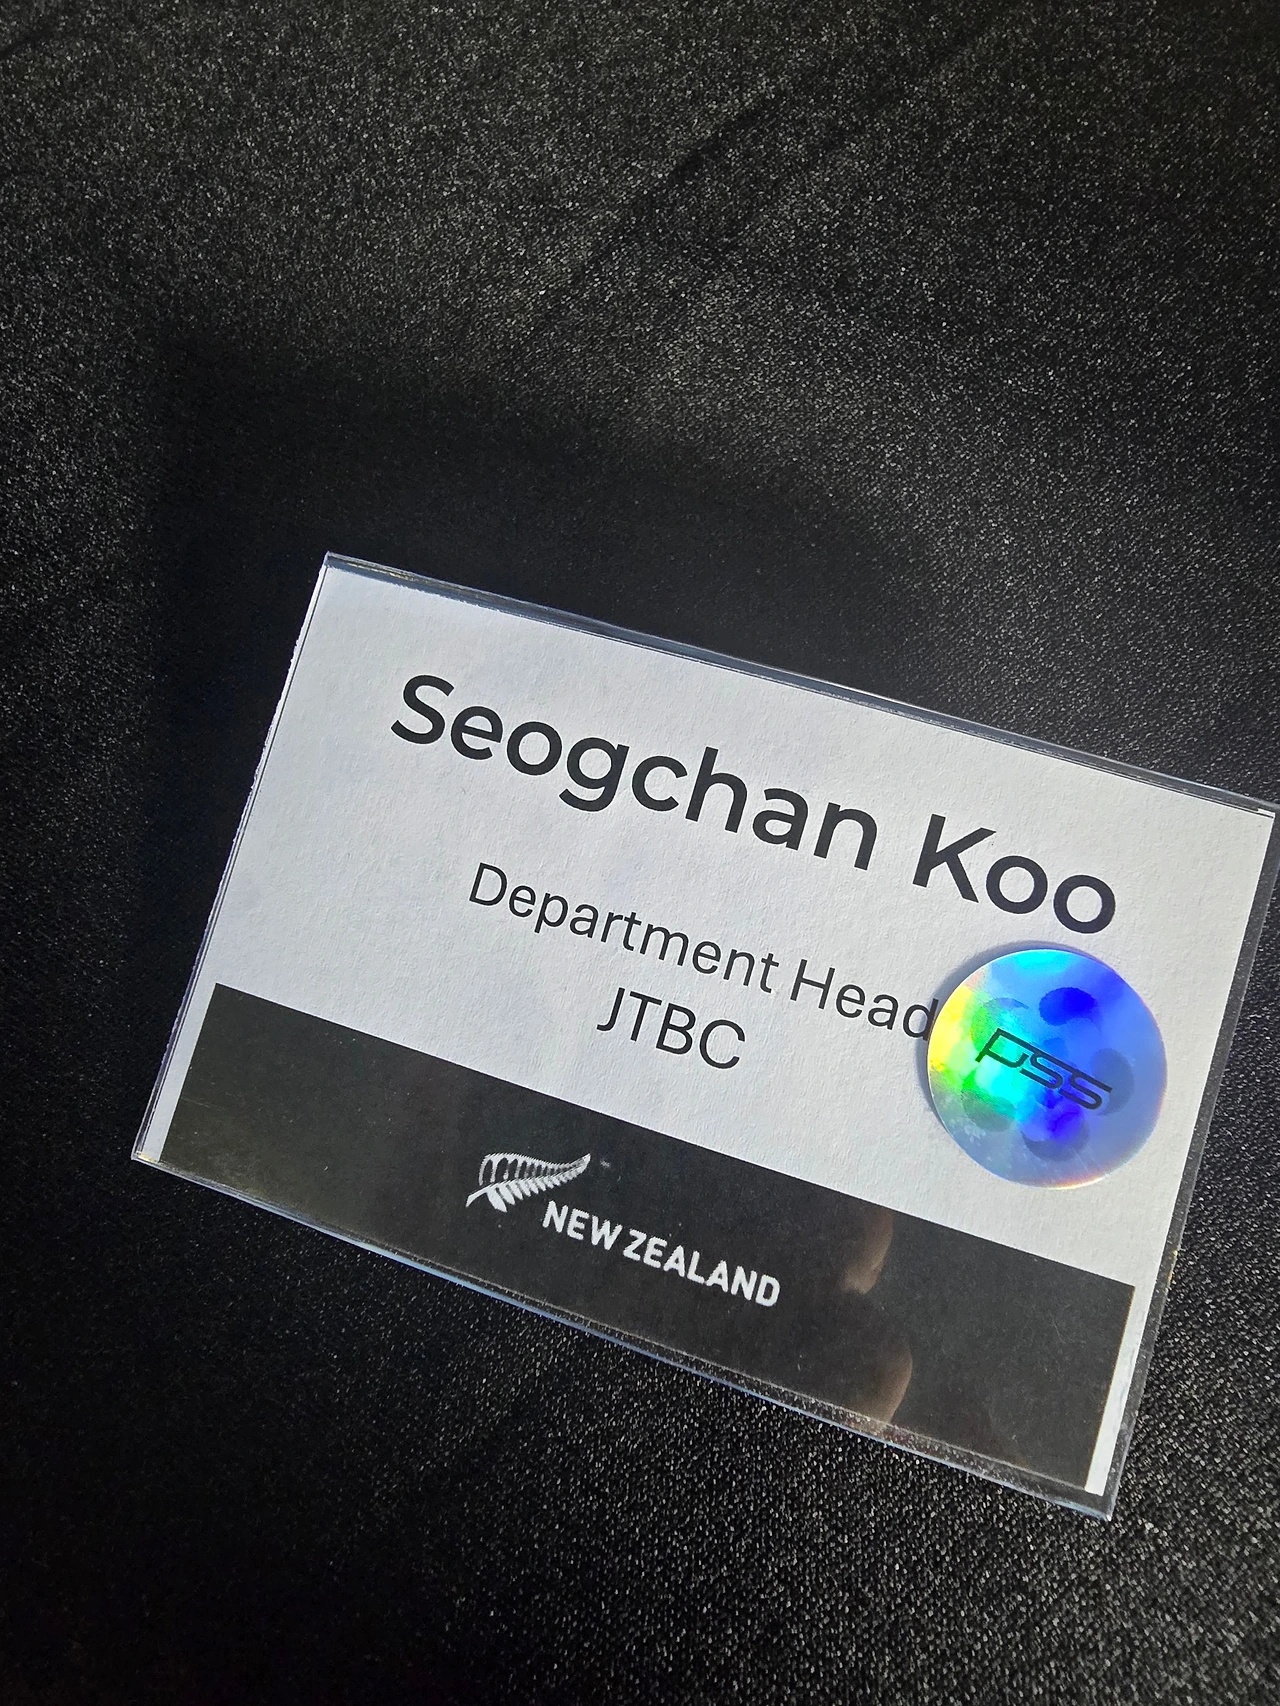 Seogchan Koo
Department Head
JTBC
PSS
NEW ZEALAND